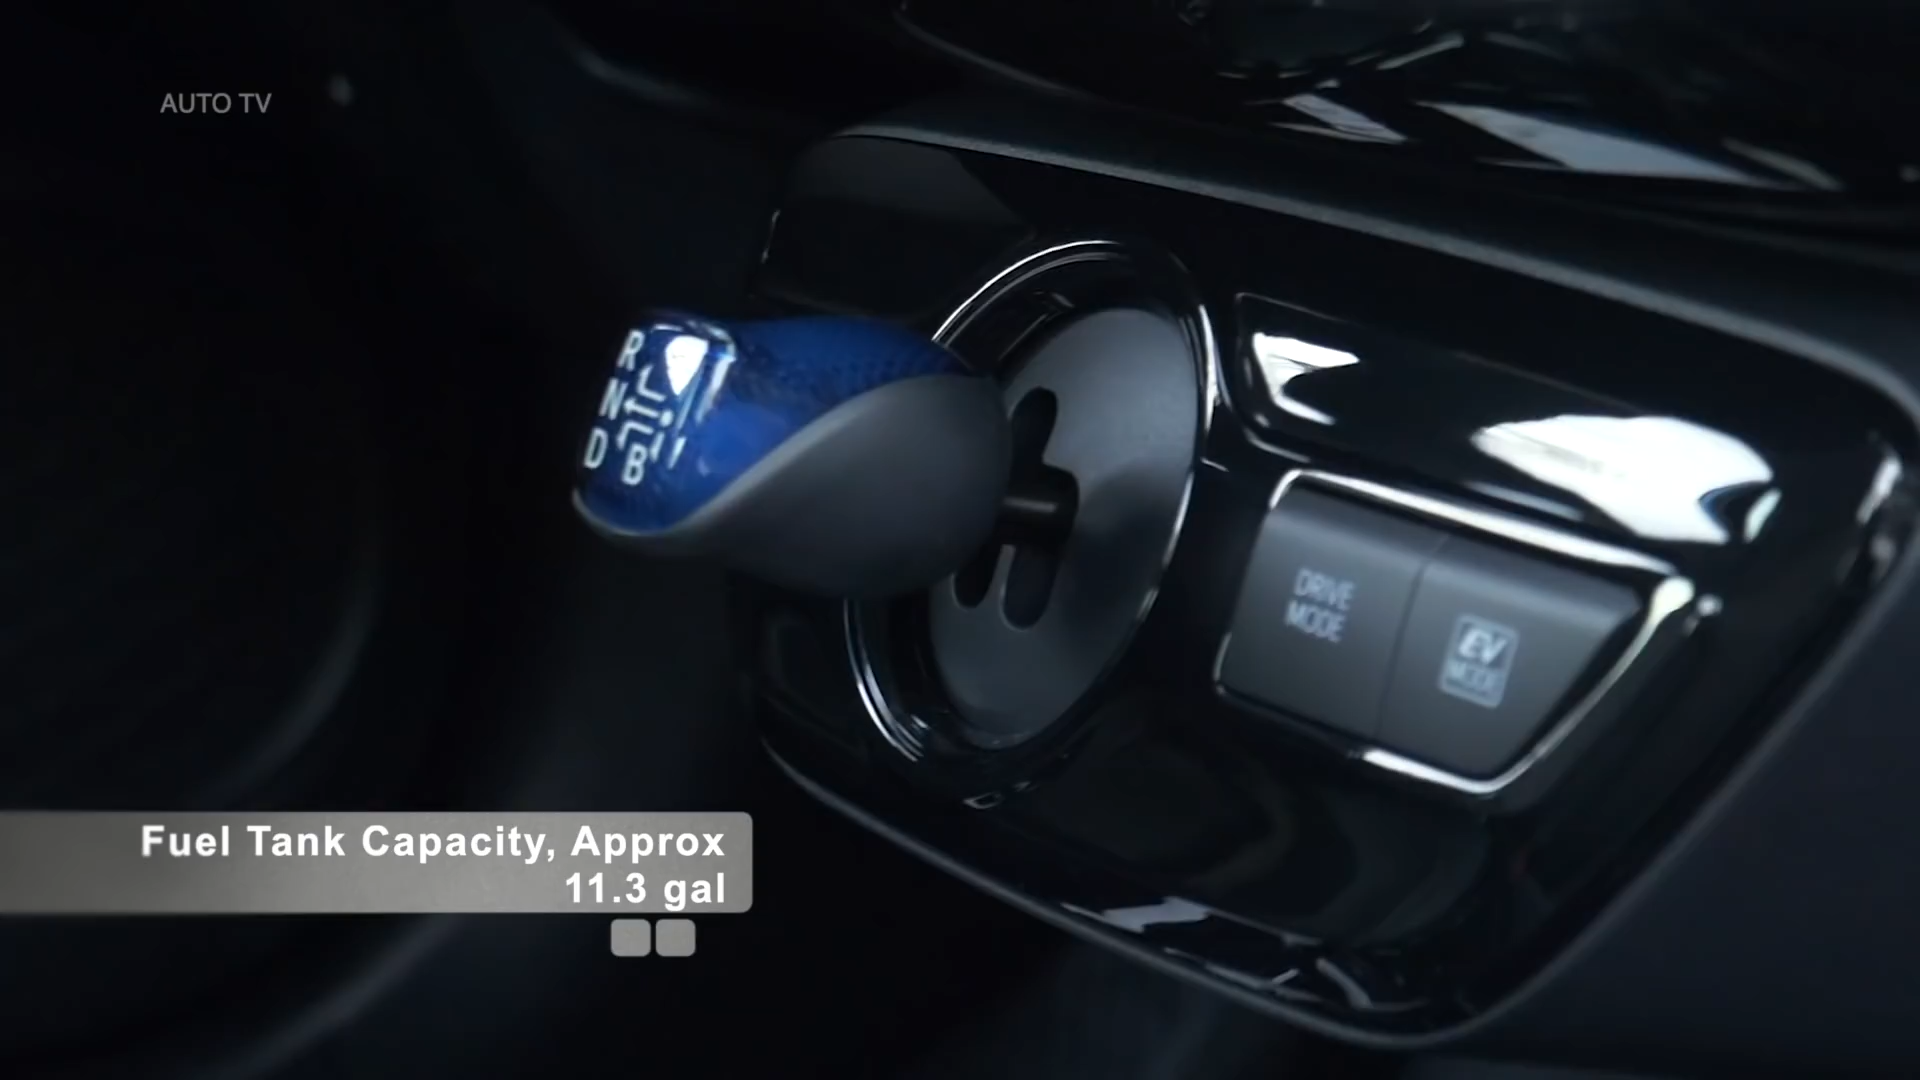 AUTO TV
R
N
D B
DRIVE
MODE
EV
MODE
Fuel Tank Capacity, Approx
11.3 gal